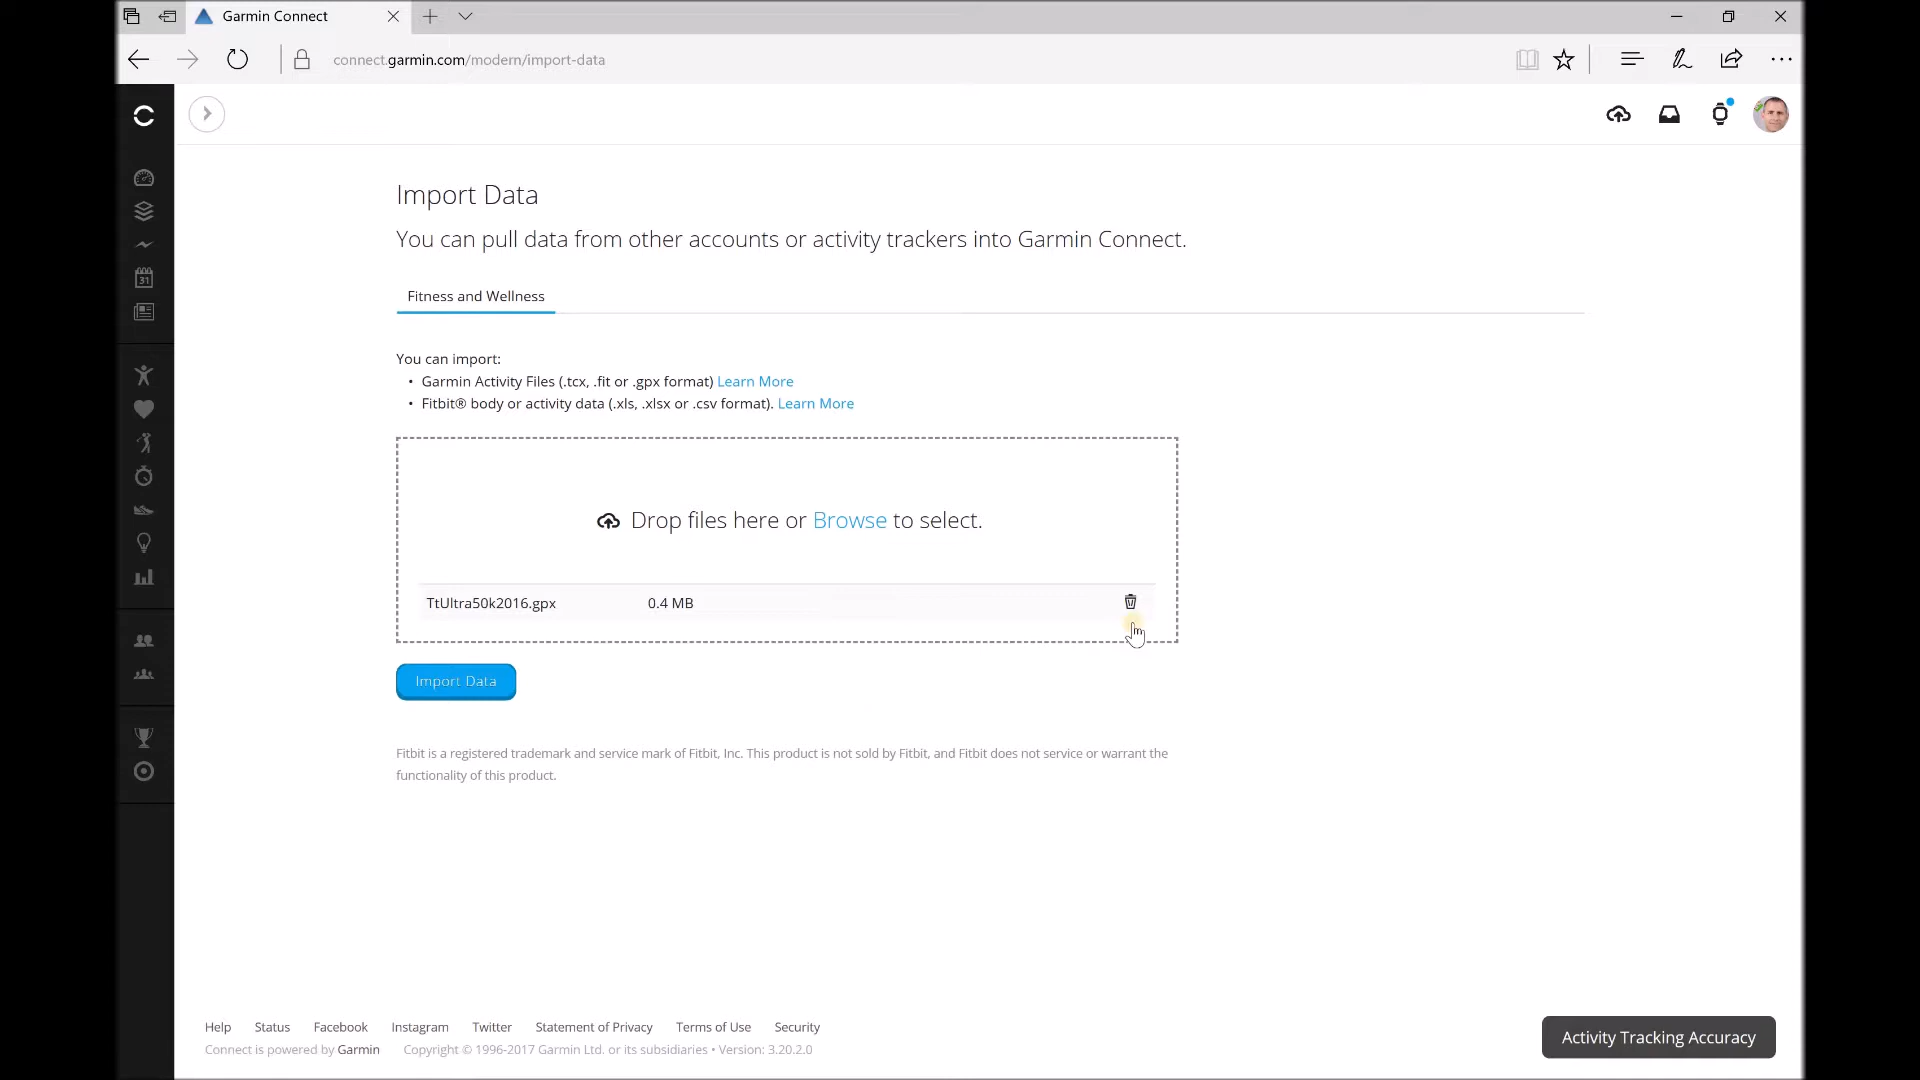 Garmin Connect
connect.garmin.com/modern/import-data
31
Import Data
You can pull data from other accounts or activity trackers into Garmin Connect.
Fitness and Wellness
You can import:
• Garmin Activity Files (.tcx, .fit or .gpx format) Learn More
• Fitbit® body or activity data (.xls, .xlsx or .csv format). Learn More
Drop files here or Browse to select.
TtUltra50k2016.gpx 0.4 MB
Import Data
Fitbit is a registered trademark and service mark of Fitbit, Inc. This product is not sold by Fitbit, and Fitbit does not service or warrant the
functionality of this product.
Help Status Facebook Instagram Twitter Statement of Privacy Terms of Use Security
Connect is powered by Garmin Copyright © 1996-2017 Garmin Ltd. or its subsidiaries • Version: 3.20.2.0
Activity Tracking Accuracy